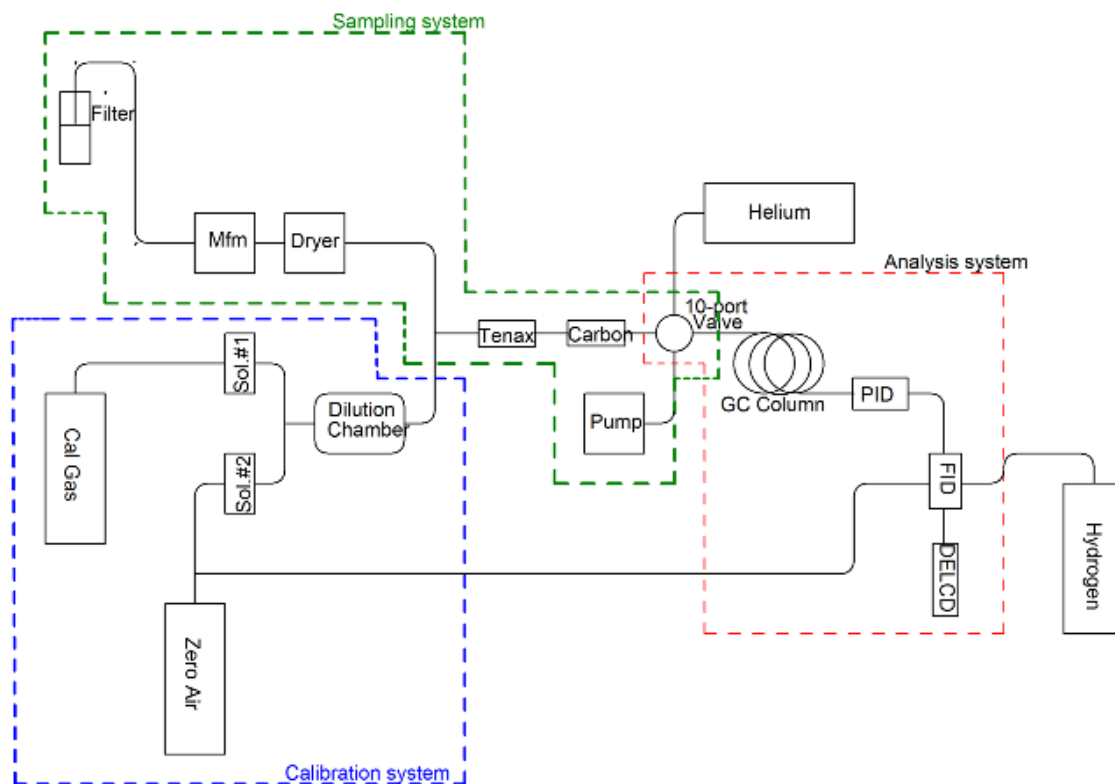 Sampling system
Filter
Helium
Mfm
Dryer
Analysis system
10-port
Valve
Tenax
Carbon
Sol.#1
GC Column
PID
Dilution
Chamber
Pump
Cal Gas
Sol.#2
FID
Hydrogen
DELCD
Zero Air
Calibration system